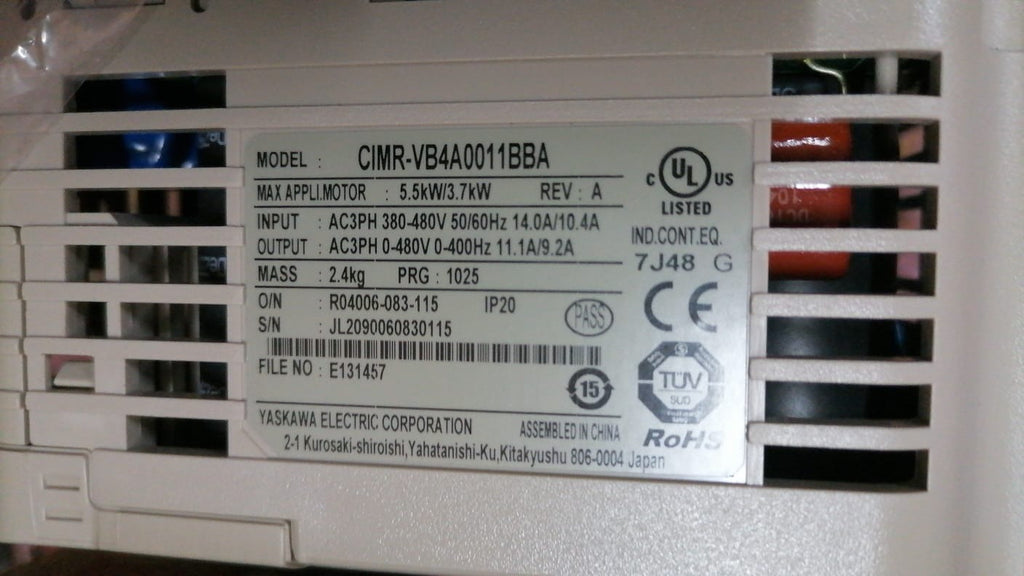 MODEL : CIMR-VB4A0011BBA
MAX APPLI.MOTOR : 5.5kW/3.7kW REV : A
INPUT : AC3PH 380-480V 50/60Hz 14.0A/10.4A
OUTPUT : AC3PH 0-480V 0-400Hz 11.1A/9.2A
MASS : 2.4kg PRG : 1025
O/N : R04006-083-115 IP20
S/N : JL2090060830115
PASS
FILE NO : E131457
15
YASKAWA ELECTRIC CORPORATION ASSEMBLED IN CHINA
2-1 Kurosaki-shiroishi,Yahatanishi-Ku,Kitakyushu 806-0004 Japan
C UL US
LISTED
IND.CONT.EQ.
7J48 G
CE
TÜV
SUD
RoHS